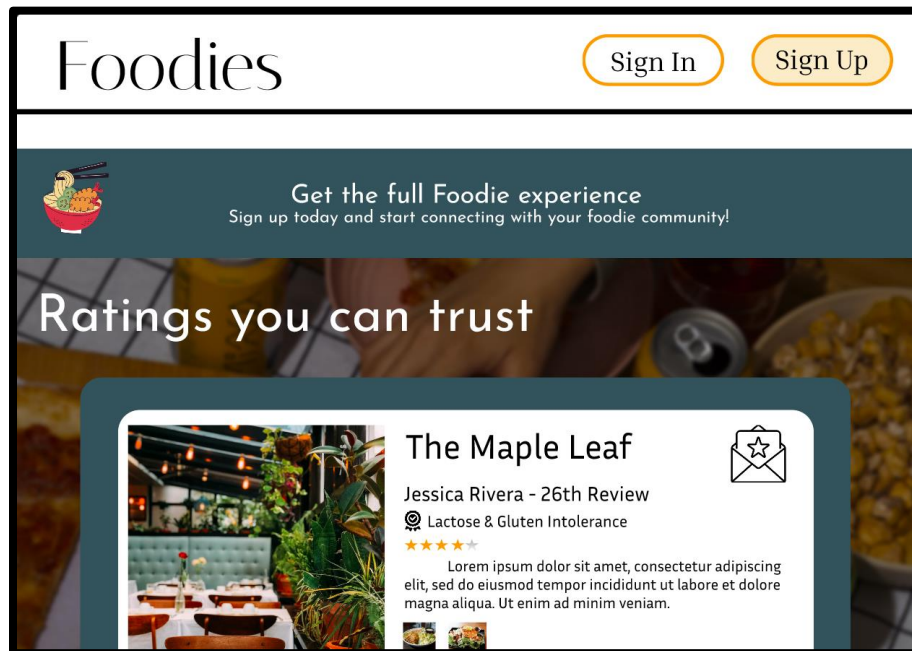 Foodies
Sign In
Sign Up
Get the full Foodie experience
Sign up today and start connecting with your foodie community!
Ratings you can trust
The Maple Leaf
Jessica Rivera - 26th Review
Lactose & Gluten Intolerance
Lorem ipsum dolor sit amet, consectetur adipiscing
elit, sed do eiusmod tempor incididunt ut labore et dolore
magna aliqua. Ut enim ad minim veniam.